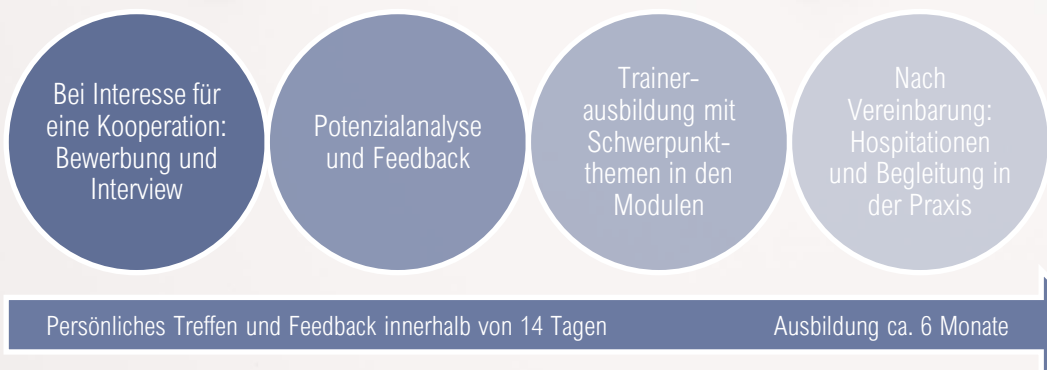 Bei Interesse für
eine Kooperation:
Bewerbung und
Interview
Potenzialanalyse
und Feedback
Trainer-
ausbildung mit
Schwerpunkt-
themen in den
Modulen
Nach
Vereinbarung:
Hospitationen
und Begleitung in
der Praxis
Persönliches Treffen und Feedback innerhalb von 14 Tagen
Ausbildung ca. 6 Monate